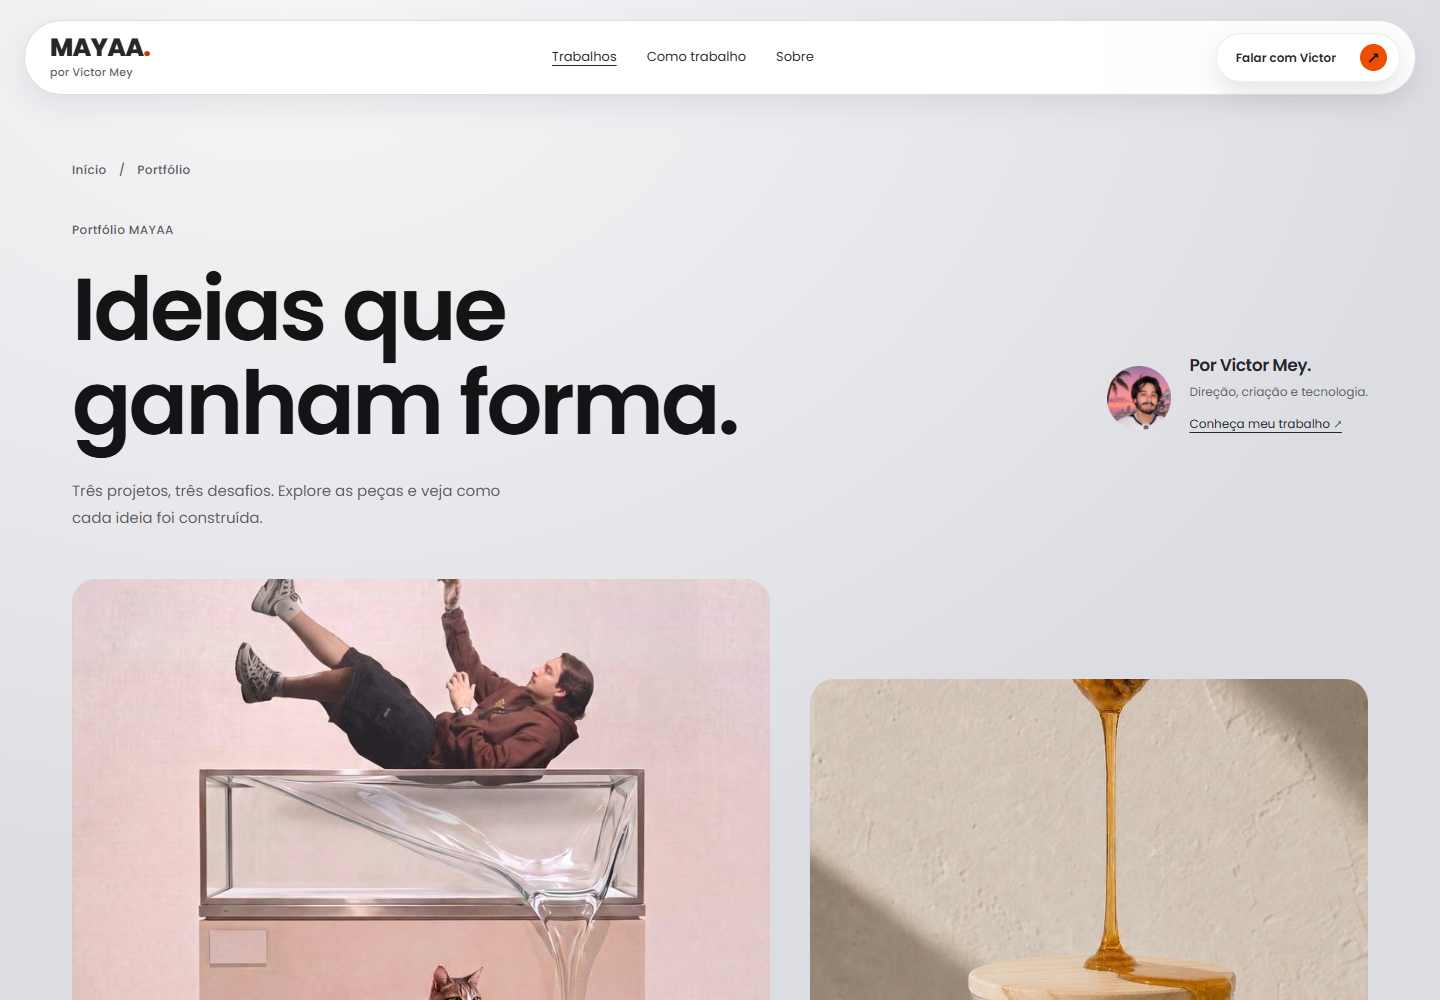 MAYAA.
por Victor Mey
Trabalhos
Como trabalho
Sobre
Falar com Victor ↗
Início / Portfólio
Portfólio MAYAA
Ideias que
ganham forma.
Por Victor Mey.
Direção, criação e tecnologia.
Conheça meu trabalho ↗
Três projetos, três desafios. Explore as peças e veja como
cada ideia foi construída.